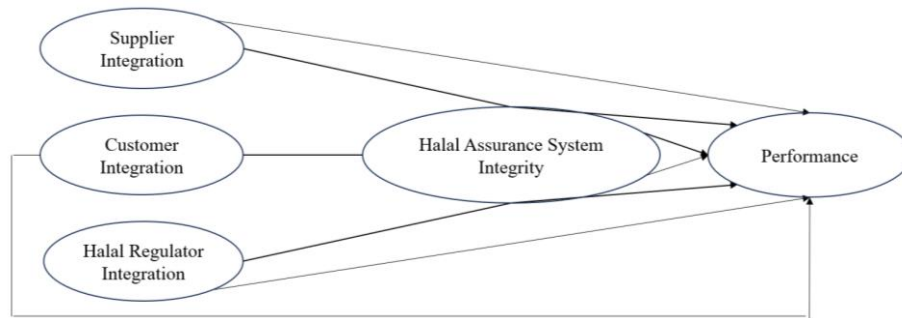 Supplier
Integration
Customer
Integration
Halal Assurance System
Integrity
Performance
Halal Regulator
Integration